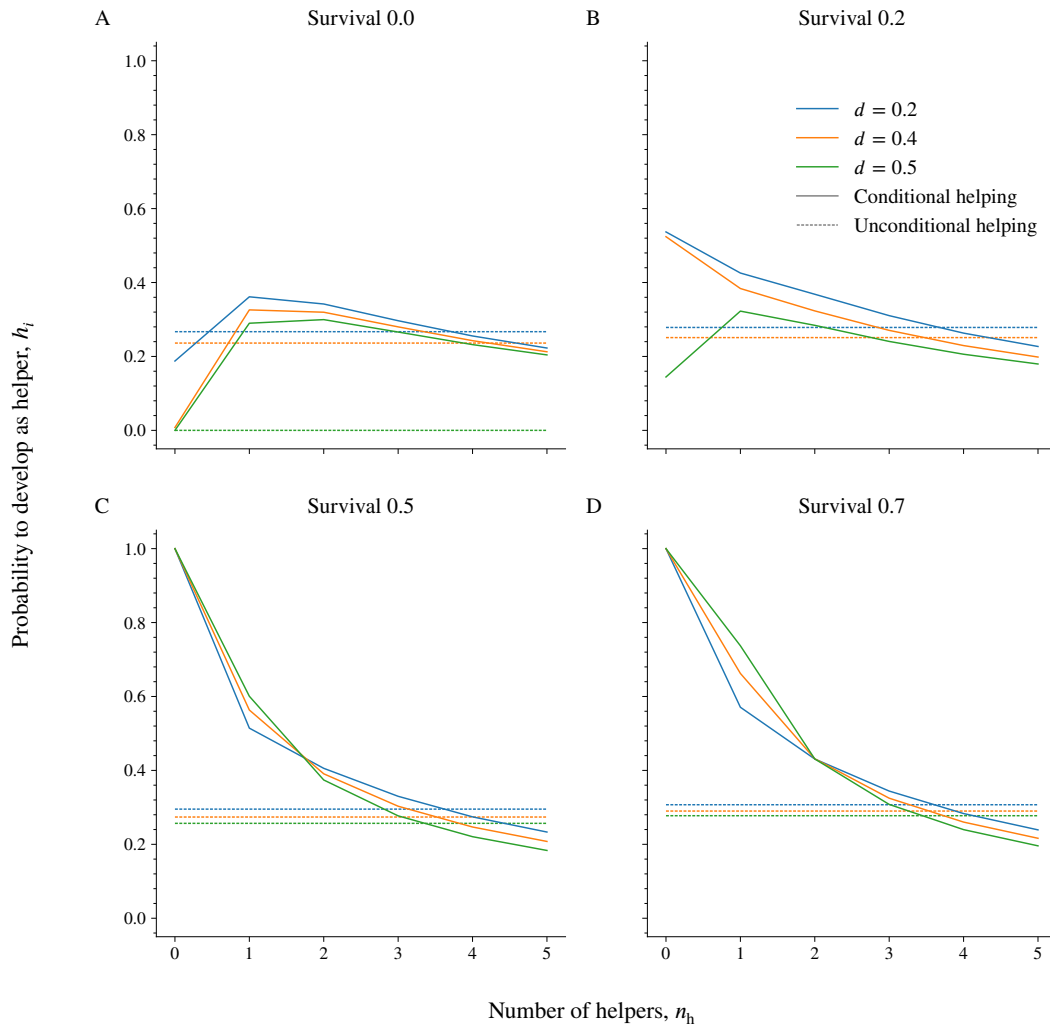 A
Survival 0.0
B
Survival 0.2
1.0
0.8
0.6
0.4
0.2
0.0
d = 0.2
d = 0.4
d = 0.5
Conditional helping
Unconditional helping
C
Survival 0.5
D
Survival 0.7
1.0
0.8
0.6
0.4
0.2
0.0
0 1 2 3 4 5
0 1 2 3 4 5
Probability to develop as helper, h_i
Number of helpers, n_h